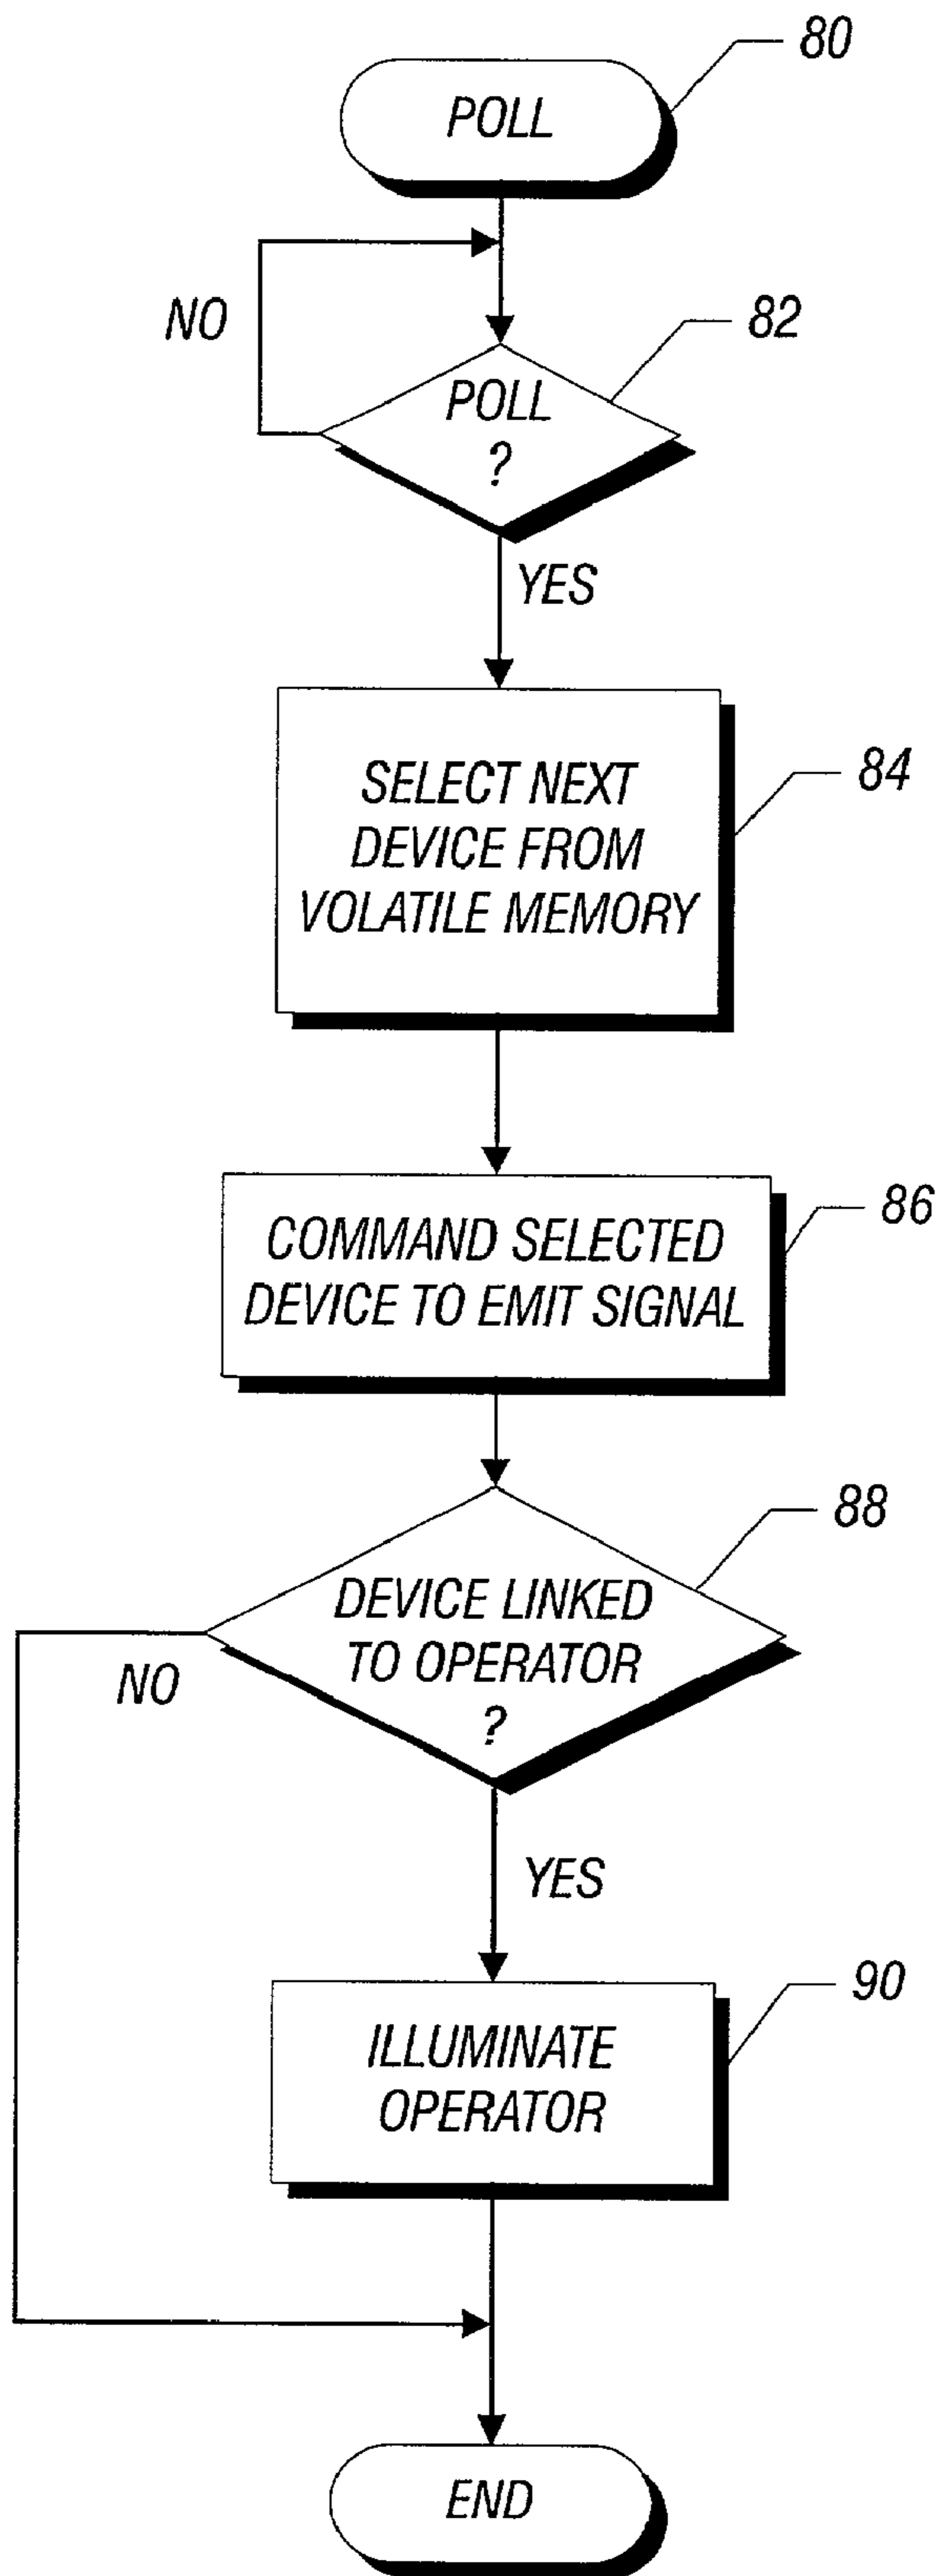 POLL
80
NO
82
POLL
?
YES
SELECT NEXT
DEVICE FROM
VOLATILE MEMORY
84
COMMAND SELECTED
DEVICE TO EMIT SIGNAL
86
88
DEVICE LINKED
TO OPERATOR
?
NO
YES
ILLUMINATE
OPERATOR
90
END